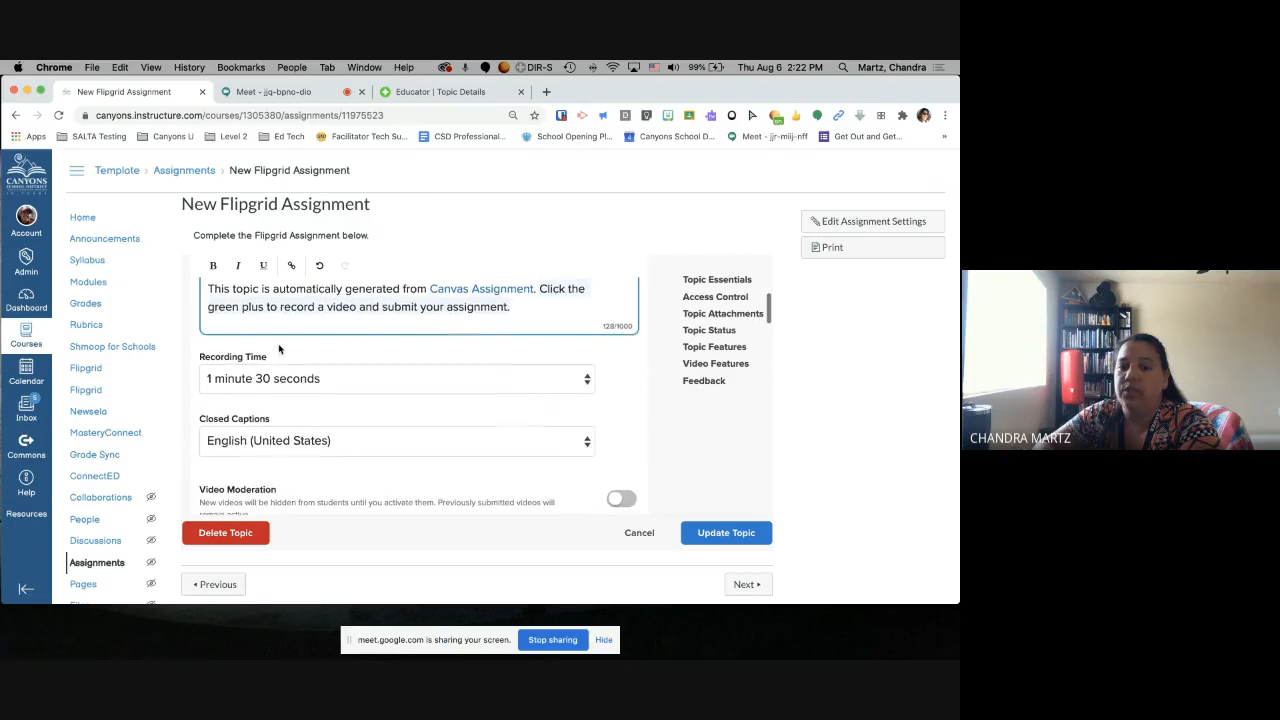 Chrome File Edit View History Bookmarks People Tab Window Help
DIR-S
99%
Thu Aug 6 2:22 PM
Martz, Chandra
New Flipgrid Assignment
Meet - jjq-bpno-dio
Educator | Topic Details
canyons.instructure.com/courses/1305380/assignments/11975523
Apps
SALTA Testing
Canyons U
Level 2
Ed Tech
Facilitator Tech Su...
CSD Professional...
School Opening Pl...
Canyons School D...
Meet - jjr-miij-nff
Get Out and Get...
»
CANYONS
Account
Admin
Dashboard
Courses
Calendar
5
Inbox
Commons
Help
Resources
Template › Assignments › New Flipgrid Assignment
Home
Announcements
Syllabus
Modules
Grades
Rubrics
Shmoop for Schools
Flipgrid
Flipgrid
Newsela
MasteryConnect
Grade Sync
ConnectED
Collaborations
People
Discussions
Assignments
Pages
New Flipgrid Assignment
Complete the Flipgrid Assignment below.
B I U
This topic is automatically generated from Canvas Assignment. Click the
green plus to record a video and submit your assignment.
128/1000
Recording Time
1 minute 30 seconds
Closed Captions
English (United States)
Video Moderation
New videos will be hidden from students until you activate them. Previously submitted videos will
Topic Essentials
Access Control
Topic Attachments
Topic Status
Topic Features
Video Features
Feedback
Delete Topic
Cancel
Update Topic
Previous
Next
Edit Assignment Settings
Print
meet.google.com is sharing your screen.
Stop sharing
Hide
CHANDRA MARTZ